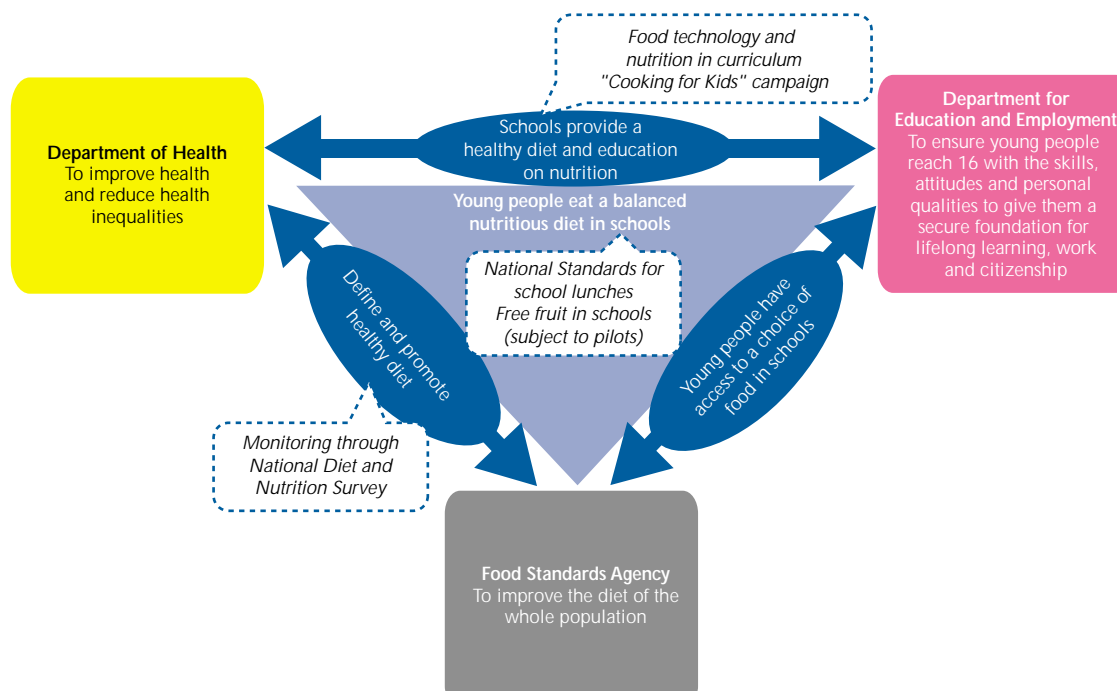 Food technology and
nutrition in curriculum
"Cooking for Kids" campaign
Department of Health
To improve health
and reduce health
inequalities
Schools provide a
healthy diet and education
on nutrition
Department for
Education and Employment
To ensure young people
reach 16 with the skills,
attitudes and personal
qualities to give them a
secure foundation for
lifelong learning, work
and citizenship
Young people eat a balanced
nutritious diet in schools
National Standards for
school lunches
Free fruit in schools
(subject to pilots)
Define and promote
healthy diet
Young people have
access to a choice of
food in schools
Monitoring through
National Diet and
Nutrition Survey
Food Standards Agency
To improve the diet of the
whole population